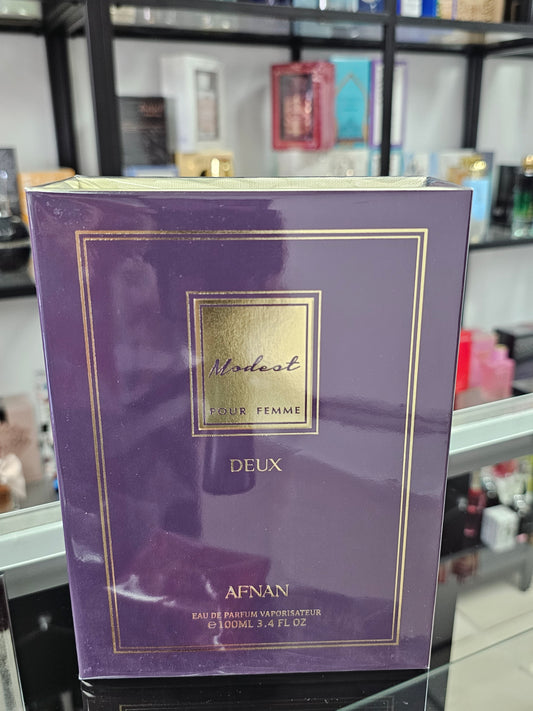 Modest
POUR FEMME
DEUX
AFNAN
EAU DE PARFUM VAPORISATEUR
℮100ML 3.4 FL OZ